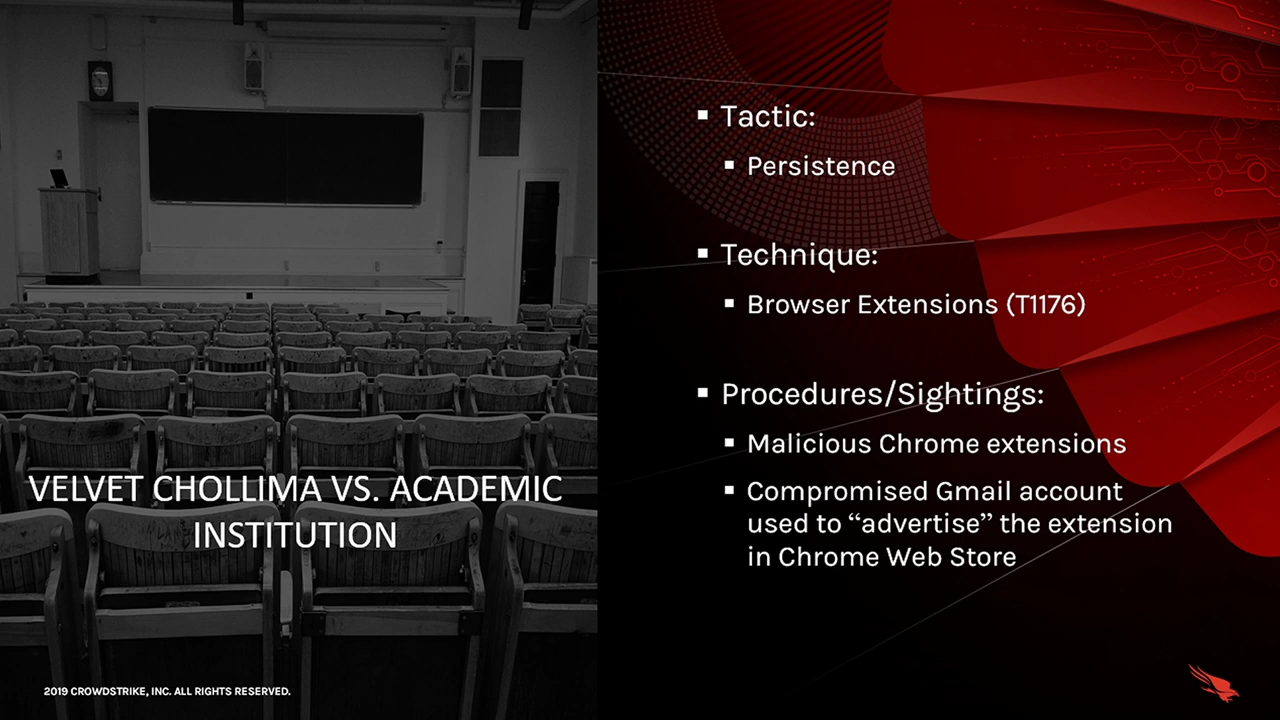 VELVET CHOLLIMA VS. ACADEMIC
INSTITUTION
2019 CROWDSTRIKE, INC. ALL RIGHTS RESERVED.
Tactic:
Persistence
Technique:
Browser Extensions (T1176)
Procedures/Sightings:
Malicious Chrome extensions
Compromised Gmail account
used to “advertise” the extension
in Chrome Web Store